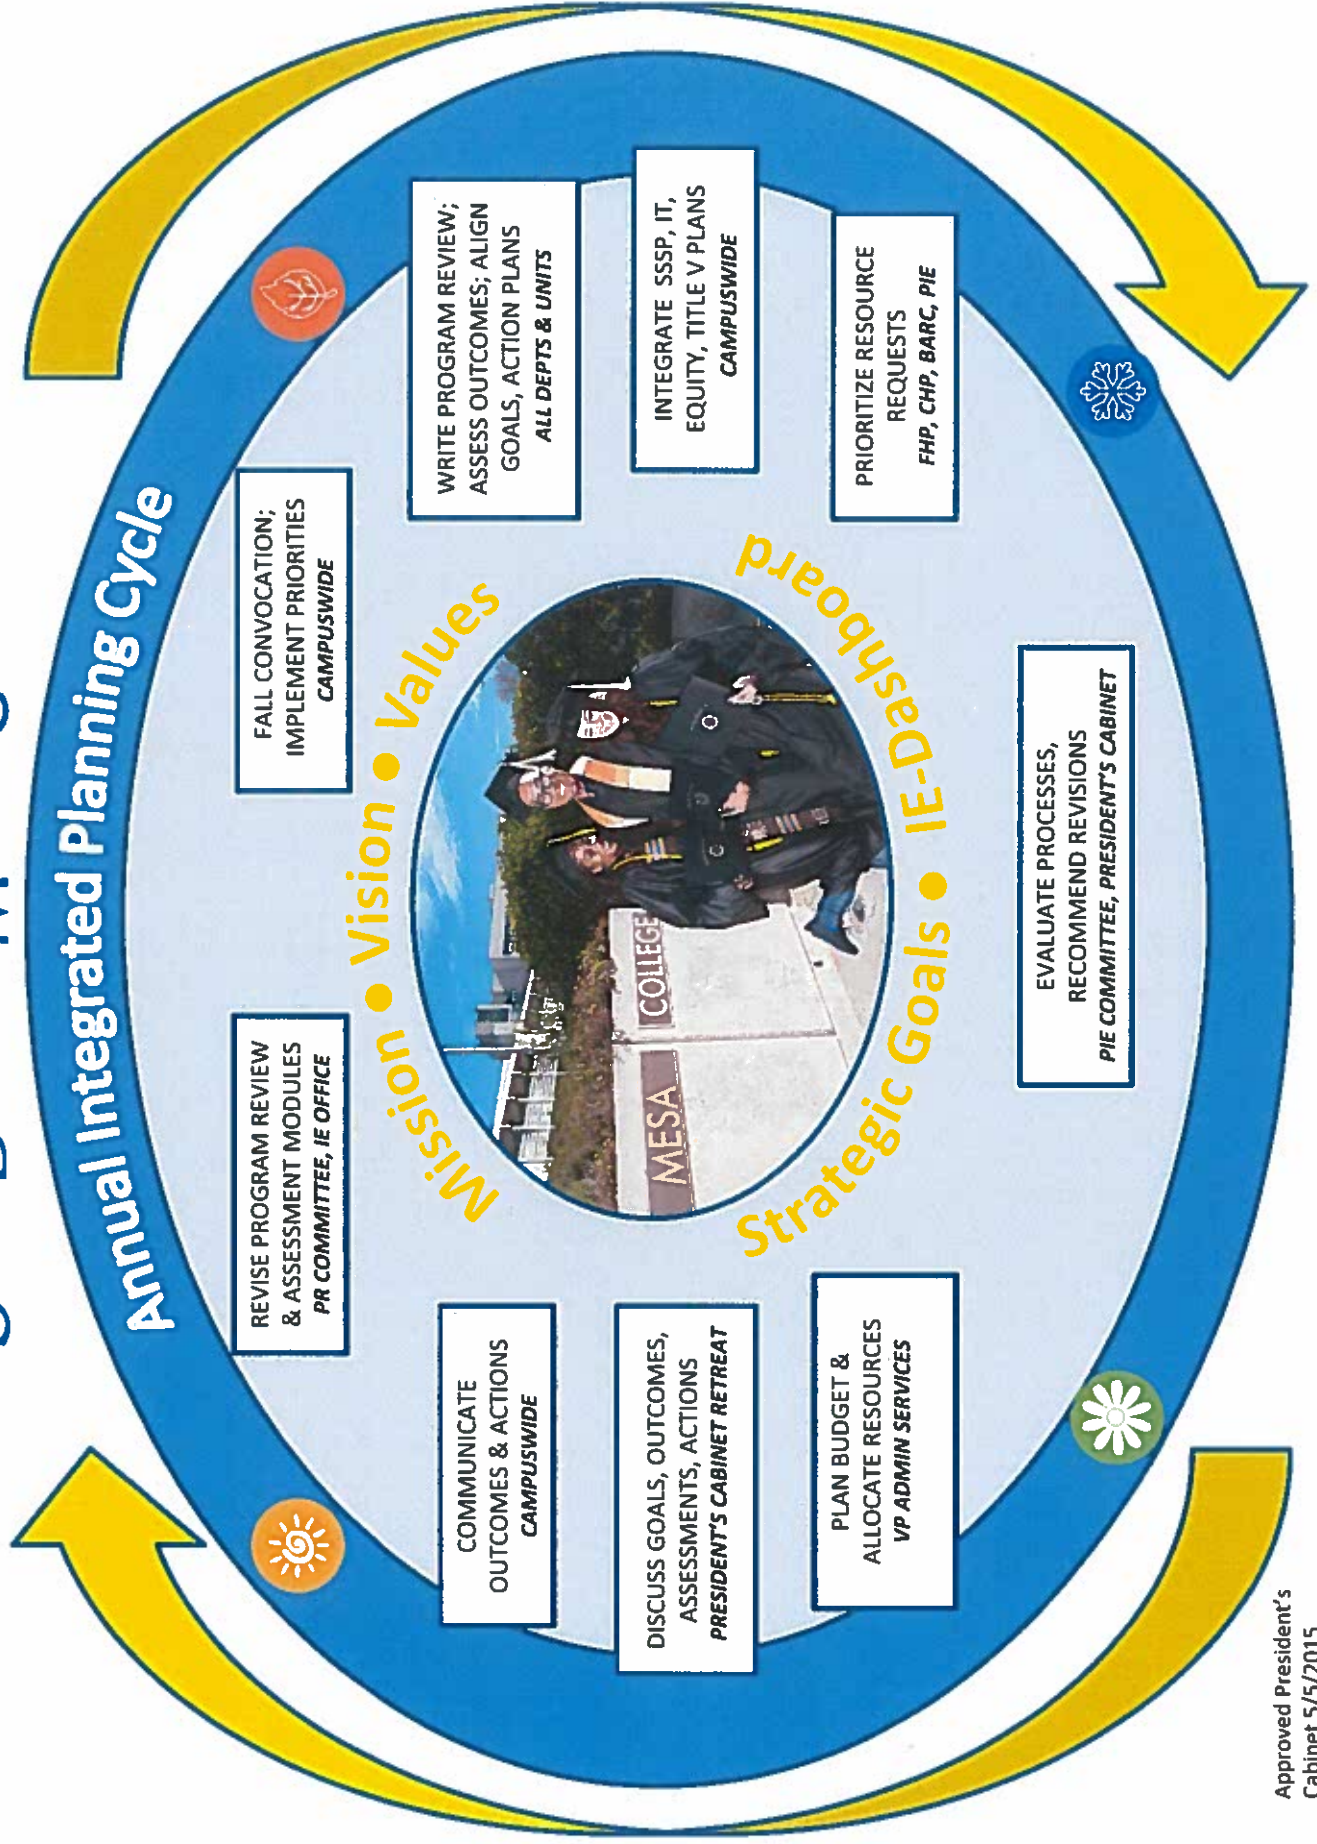 Annual Integrated Planning Cycle
FALL CONVOCATION;
IMPLEMENT PRIORITIES
CAMPUSWIDE
WRITE PROGRAM REVIEW;
ASSESS OUTCOMES; ALIGN
GOALS, ACTION PLANS
ALL DEPTS & UNITS
INTEGRATE SSSP, IT,
EQUITY, TITLE V PLANS
CAMPUSWIDE
PRIORITIZE RESOURCE
REQUESTS
FHP, CHP, BARC, PIE
EVALUATE PROCESSES,
RECOMMEND REVISIONS
PIE COMMITTEE, PRESIDENT'S CABINET
PLAN BUDGET &
ALLOCATE RESOURCES
VP ADMIN SERVICES
DISCUSS GOALS, OUTCOMES,
ASSESSMENTS, ACTIONS
PRESIDENT'S CABINET RETREAT
COMMUNICATE
OUTCOMES & ACTIONS
CAMPUSWIDE
REVISE PROGRAM REVIEW
& ASSESSMENT MODULES
PR COMMITTEE, IE OFFICE
Mission ● Vision ● Values
MESA COLLEGE
Strategic Goals ● IE-Dashboard
Approved President's
Cabinet 5/5/2015